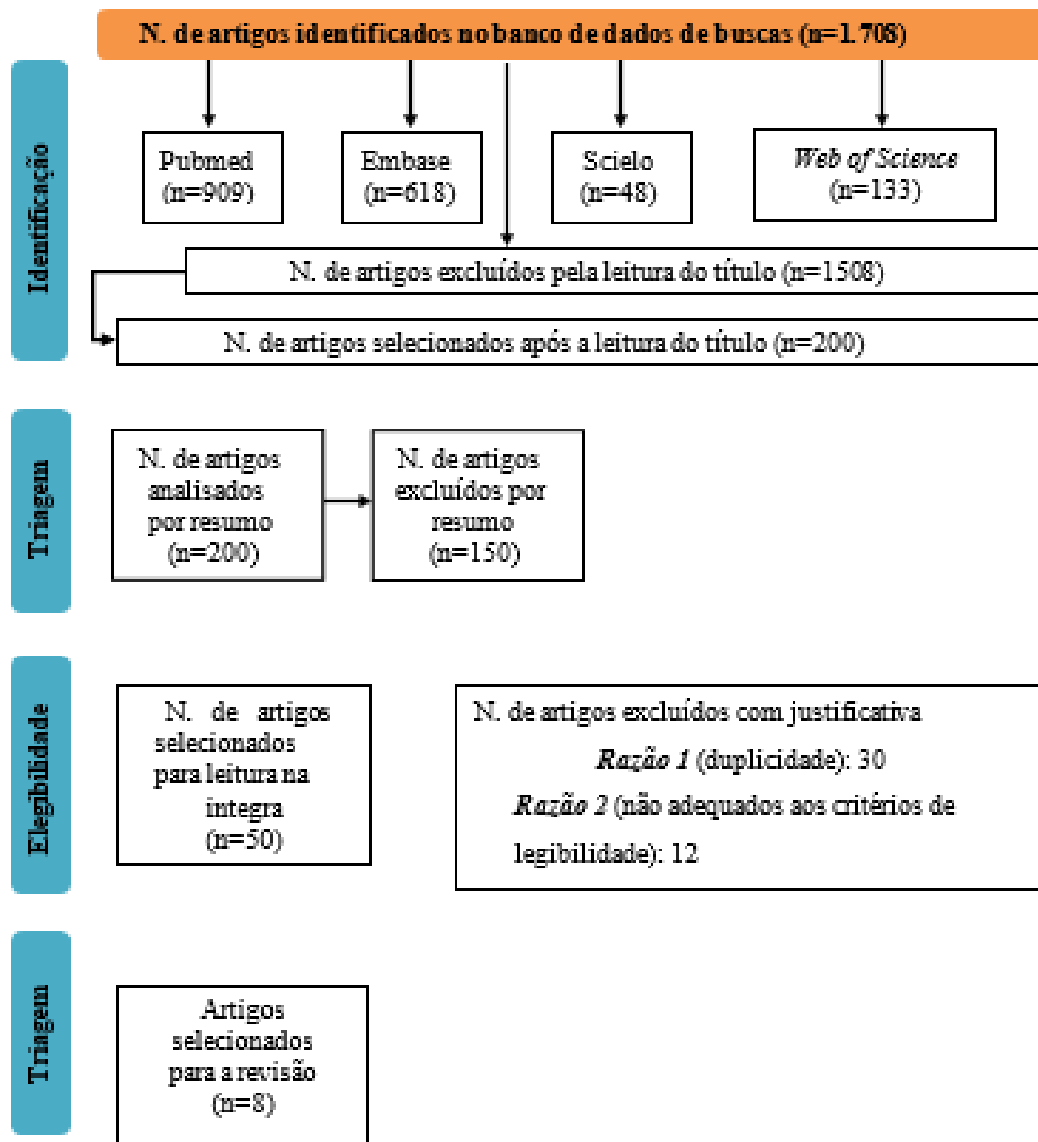 N. de artigos identificados no banco de dados de buscas (n=1.708)
Identificação
Pubmed
(n=909)
Embase
(n=618)
Scielo
(n=48)
Web of Science
(n=133)
N. de artigos excluídos pela leitura do título (n=1508)
N. de artigos selecionados após a leitura do título (n=200)
Triagem
N. de artigos
analisados
por resumo
(n=200)
N. de artigos
excluídos por
resumo
(n=150)
Elegibilidade
N. de artigos
selecionados
para leitura na
integra
(n=50)
N. de artigos excluídos com justificativa
Razão 1 (duplicidade): 30
Razão 2 (não adequados aos critérios de
legibilidade): 12
Triagem
Artigos
selecionados
para a revisão
(n=8)